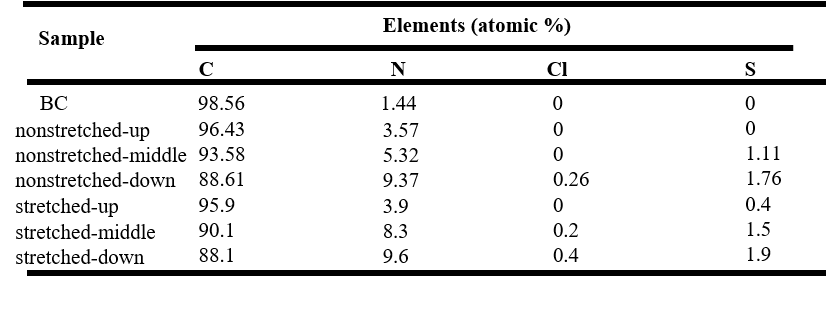 Sample Elements (atomic %)
C N Cl S
BC 98.56 1.44 0 0
nonstretched-up 96.43 3.57 0 0
nonstretched-middle 93.58 5.32 0 1.11
nonstretched-down 88.61 9.37 0.26 1.76
stretched-up 95.9 3.9 0 0.4
stretched-middle 90.1 8.3 0.2 1.5
stretched-down 88.1 9.6 0.4 1.9